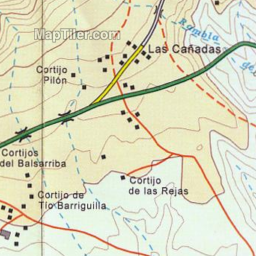 MapTiler.com
Las Cañadas
Rambla
de
Cortijo
Pilón
Cortijos
del Balsarriba
Cortijo
de las Rejas
Cortijo de
Tío Barriguilla